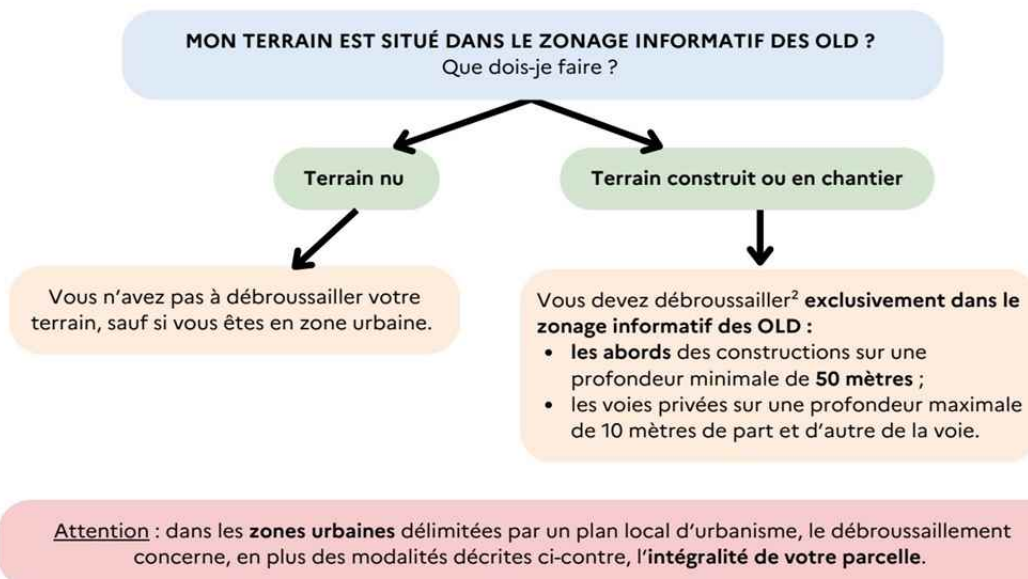 MON TERRAIN EST SITUÉ DANS LE ZONAGE INFORMATIF DES OLD ?
Que dois-je faire ?
Terrain nu
Terrain construit ou en chantier
Vous n'avez pas à débroussailler votre
terrain, sauf si vous êtes en zone urbaine.
Vous devez débroussailler² exclusivement dans le
zonage informatif des OLD :
• les abords des constructions sur une
profondeur minimale de 50 mètres ;
• les voies privées sur une profondeur maximale
de 10 mètres de part et d'autre de la voie.
Attention : dans les zones urbaines délimitées par un plan local d'urbanisme, le débroussaillement
concerne, en plus des modalités décrites ci-contre, l'intégralité de votre parcelle.